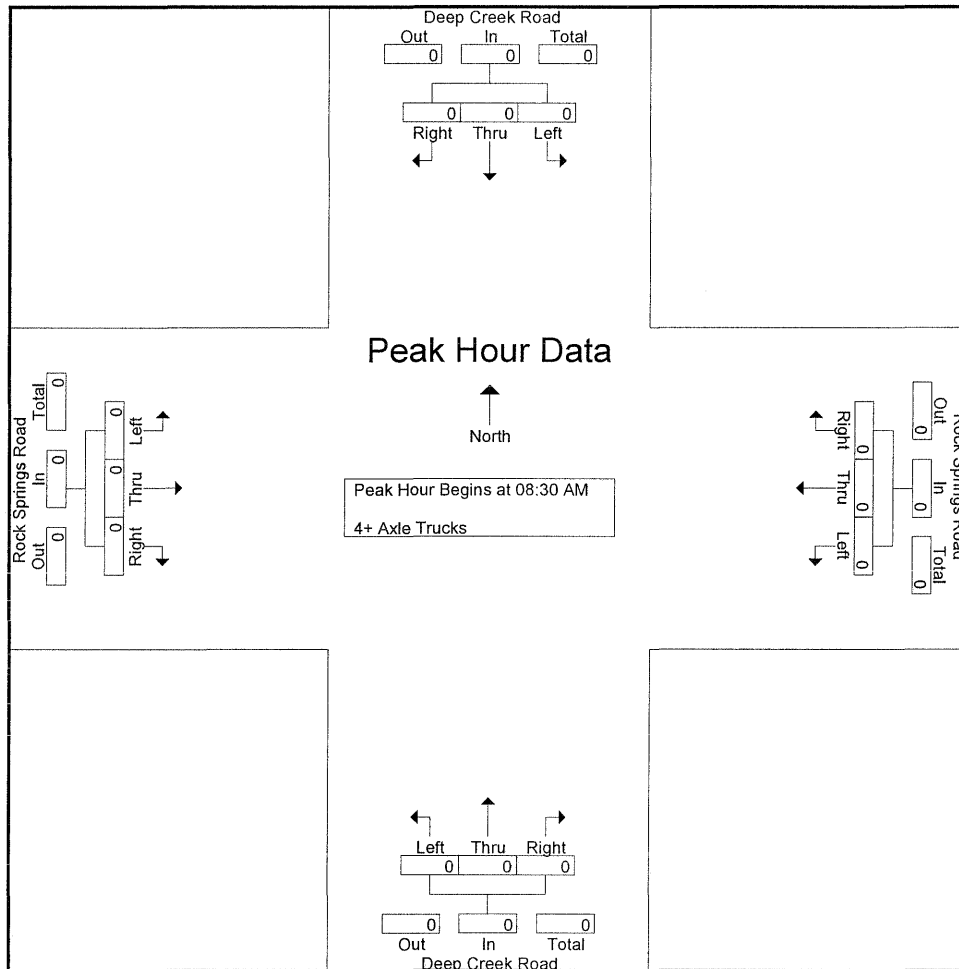 Deep Creek Road
Out In Total
0 0 0
0 0 0
Right Thru Left
Peak Hour Data
North
Peak Hour Begins at 08:30 AM
4+ Axle Trucks
Rock Springs Road
Out In Total
0 0 0
0 0 0
Right Thru Left
Rock Springs Road
Out In Total
0 0 0
0 0 0
Right Thru Left
Left Thru Right
0 0 0
0 0 0
Out In Total
Deep Creek Road